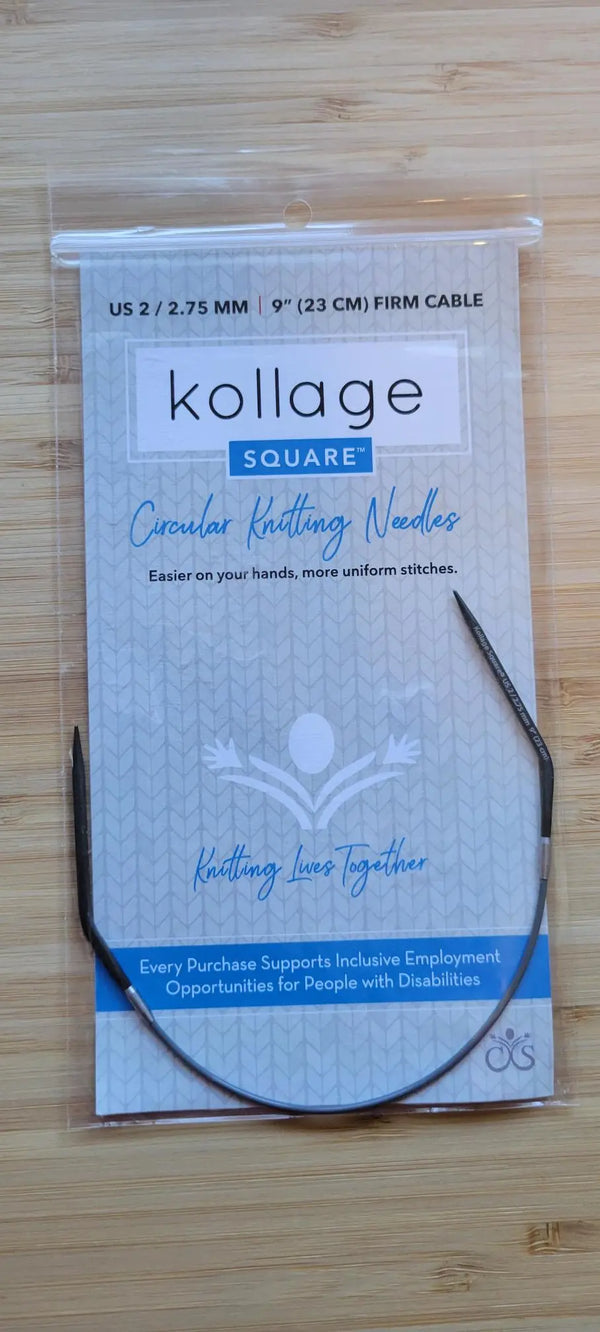 US 2 / 2.75 MM | 9” (23 CM) FIRM CABLE
kollage
SQUARE™
Circular Knitting Needles
Easier on your hands, more uniform stitches.
Kollage Square® US 2 / 2.75 mm 9" (23 cm)
Knitting Lives Together
Every Purchase Supports Inclusive Employment
Opportunities for People with Disabilities